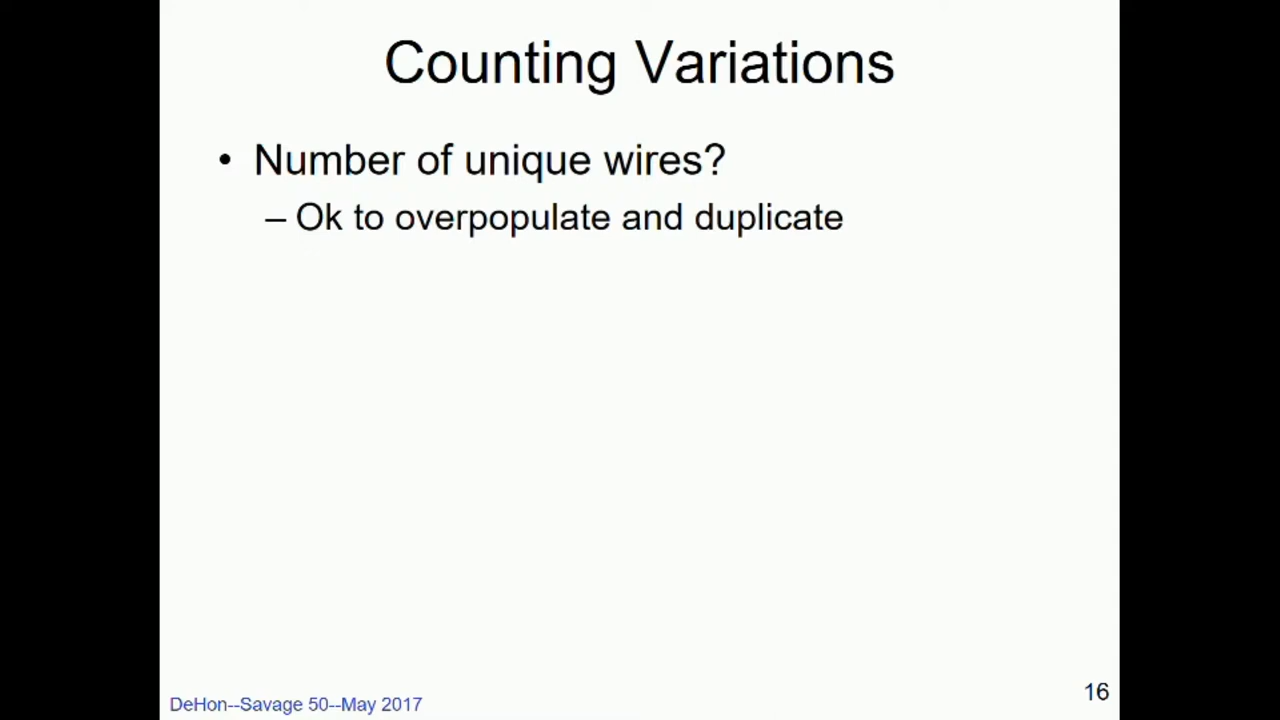 Counting Variations
• Number of unique wires?
– Ok to overpopulate and duplicate
DeHon--Savage 50--May 2017
16